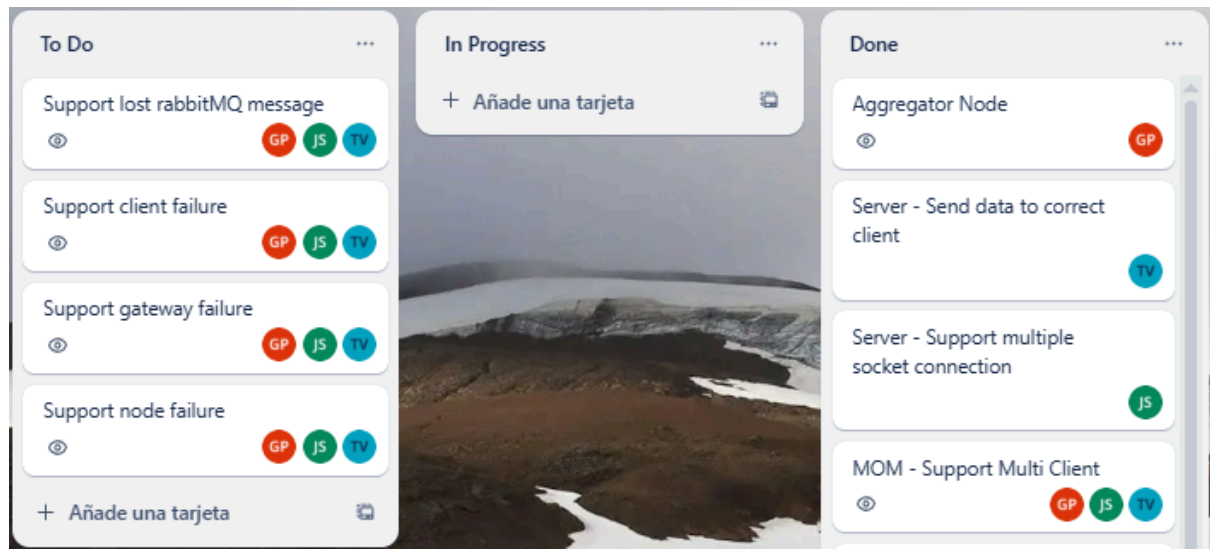 To Do
Support lost rabbitMQ message
GP JS TV
Support client failure
GP JS TV
Support gateway failure
GP JS TV
Support node failure
GP JS TV
+ Añade una tarjeta
In Progress
+ Añade una tarjeta
Done
Aggregator Node
GP
Server - Send data to correct
client
TV
Server - Support multiple
socket connection
JS
MOM - Support Multi Client
GP JS TV